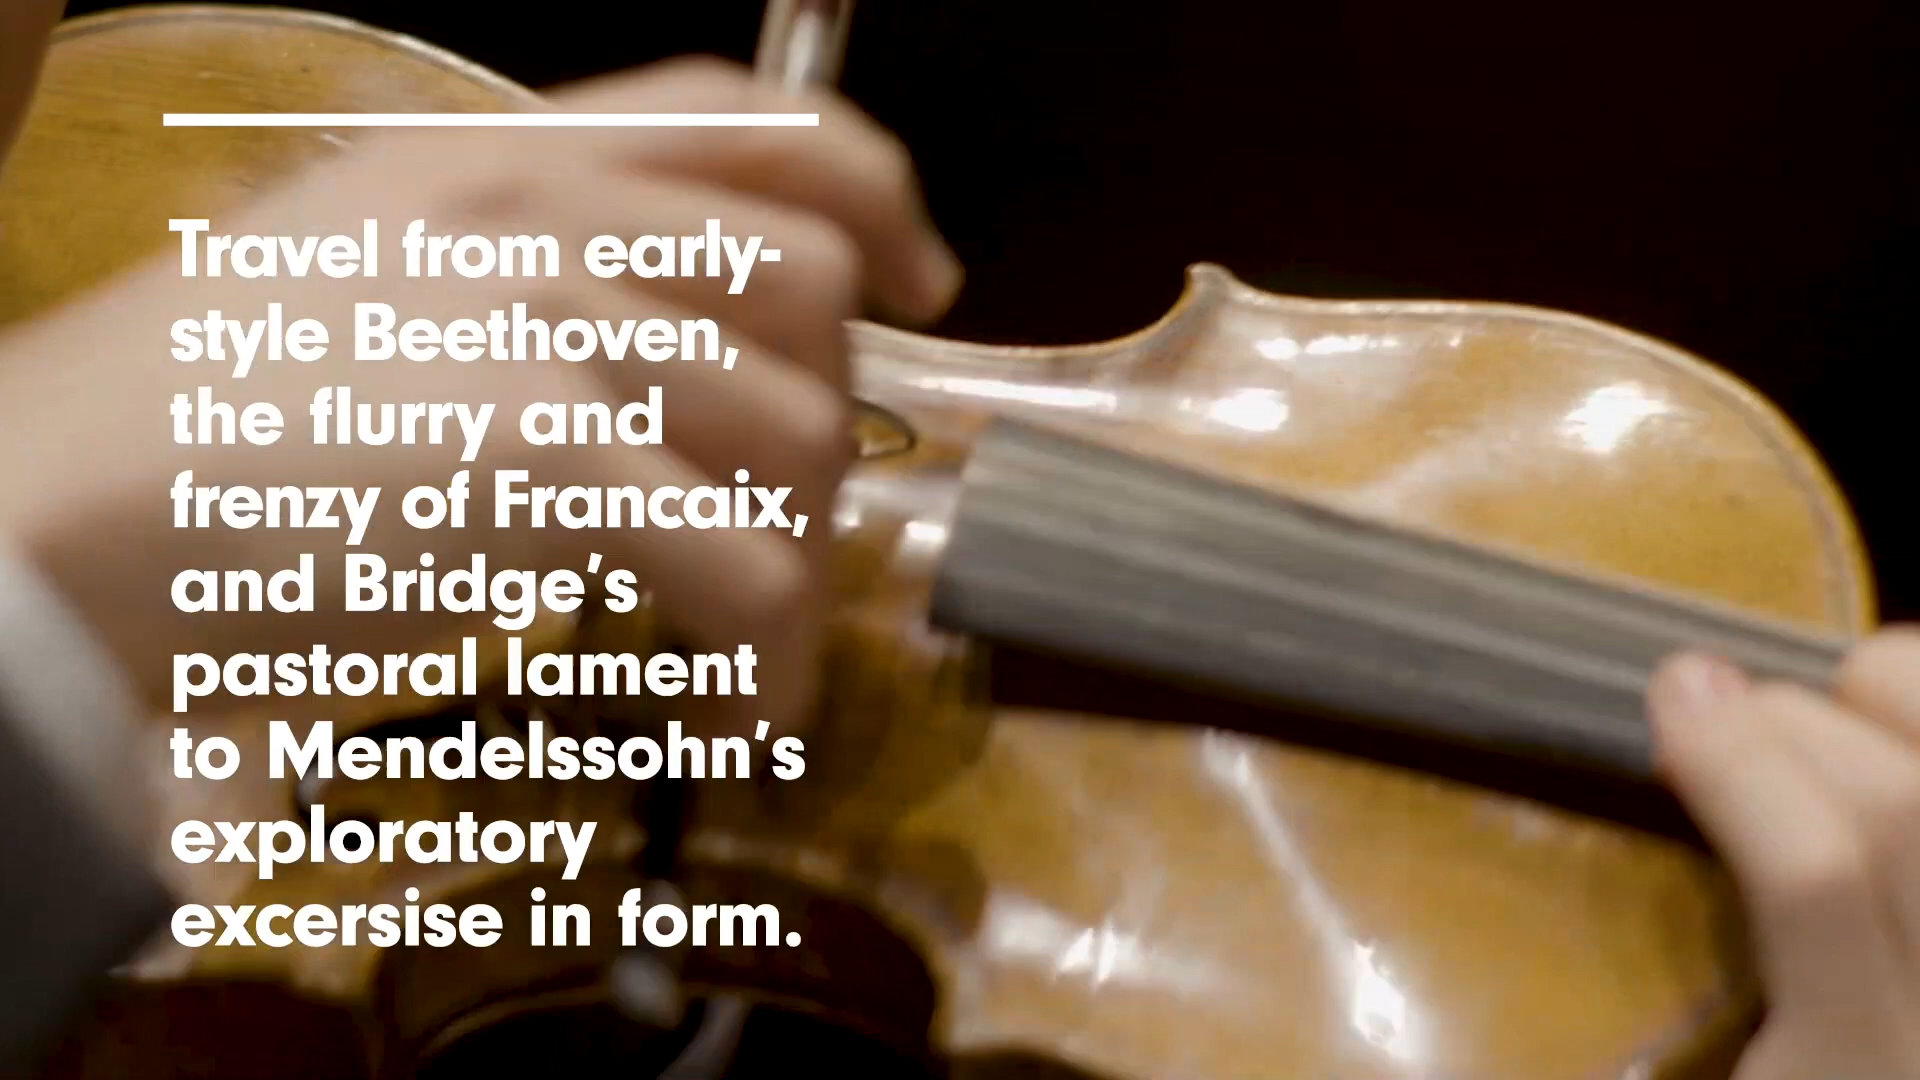 Travel from early-
style Beethoven,
the flurry and
frenzy of Francaix,
and Bridge's
pastoral lament
to Mendelssohn's
exploratory
excersise in form.